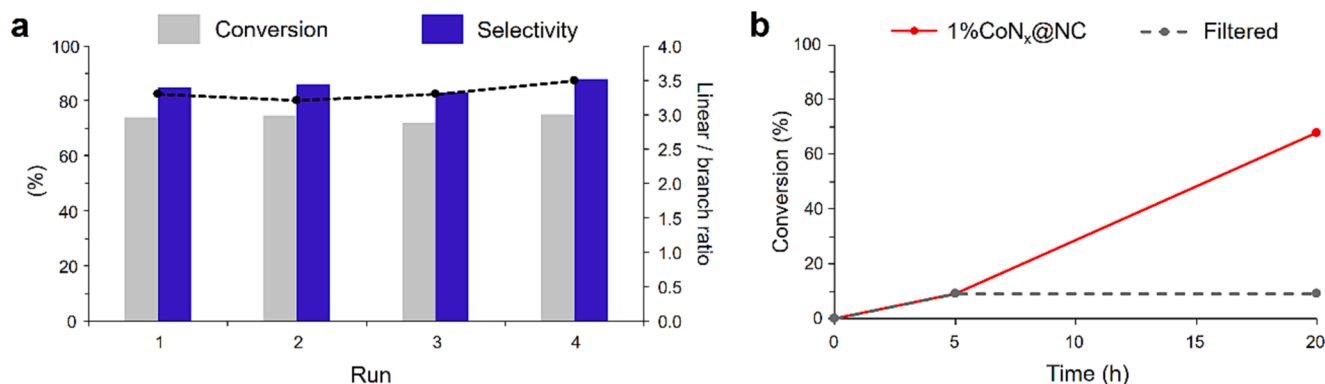 a
Conversion
Selectivity
100
80
60
40
20
0
(%)
4.0
3.5
3.0
2.5
2.0
1.5
1.0
0.5
0.0
Linear / branch ratio
1 2 3 4
Run
b
1%CoNx@NC
Filtered
100
80
60
40
20
0
Conversion (%)
0 5 10 15 20
Time (h)